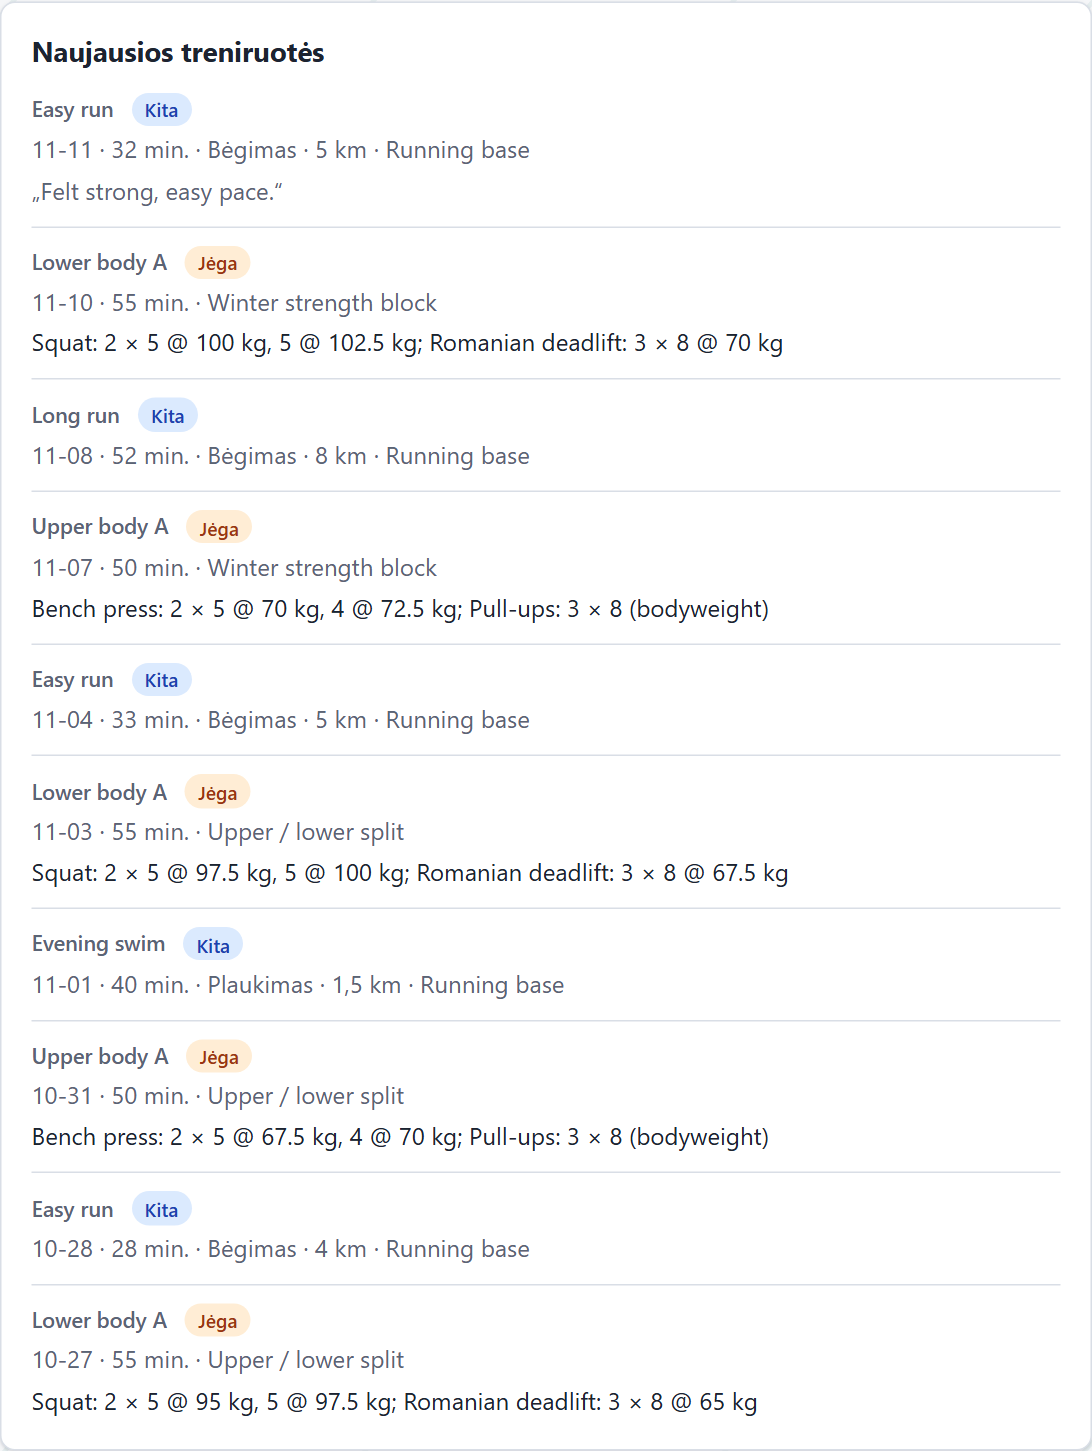 Naujausios treniruotės
Easy run Kita
11-11 · 32 min. · Bėgimas · 5 km · Running base
„Felt strong, easy pace.“
Lower body A Jėga
11-10 · 55 min. · Winter strength block
Squat: 2 × 5 @ 100 kg, 5 @ 102.5 kg; Romanian deadlift: 3 × 8 @ 70 kg
Long run Kita
11-08 · 52 min. · Bėgimas · 8 km · Running base
Upper body A Jėga
11-07 · 50 min. · Winter strength block
Bench press: 2 × 5 @ 70 kg, 4 @ 72.5 kg; Pull-ups: 3 × 8 (bodyweight)
Easy run Kita
11-04 · 33 min. · Bėgimas · 5 km · Running base
Lower body A Jėga
11-03 · 55 min. · Upper / lower split
Squat: 2 × 5 @ 97.5 kg, 5 @ 100 kg; Romanian deadlift: 3 × 8 @ 67.5 kg
Evening swim Kita
11-01 · 40 min. · Plaukimas · 1,5 km · Running base
Upper body A Jėga
10-31 · 50 min. · Upper / lower split
Bench press: 2 × 5 @ 67.5 kg, 4 @ 70 kg; Pull-ups: 3 × 8 (bodyweight)
Easy run Kita
10-28 · 28 min. · Bėgimas · 4 km · Running base
Lower body A Jėga
10-27 · 55 min. · Upper / lower split
Squat: 2 × 5 @ 95 kg, 5 @ 97.5 kg; Romanian deadlift: 3 × 8 @ 65 kg